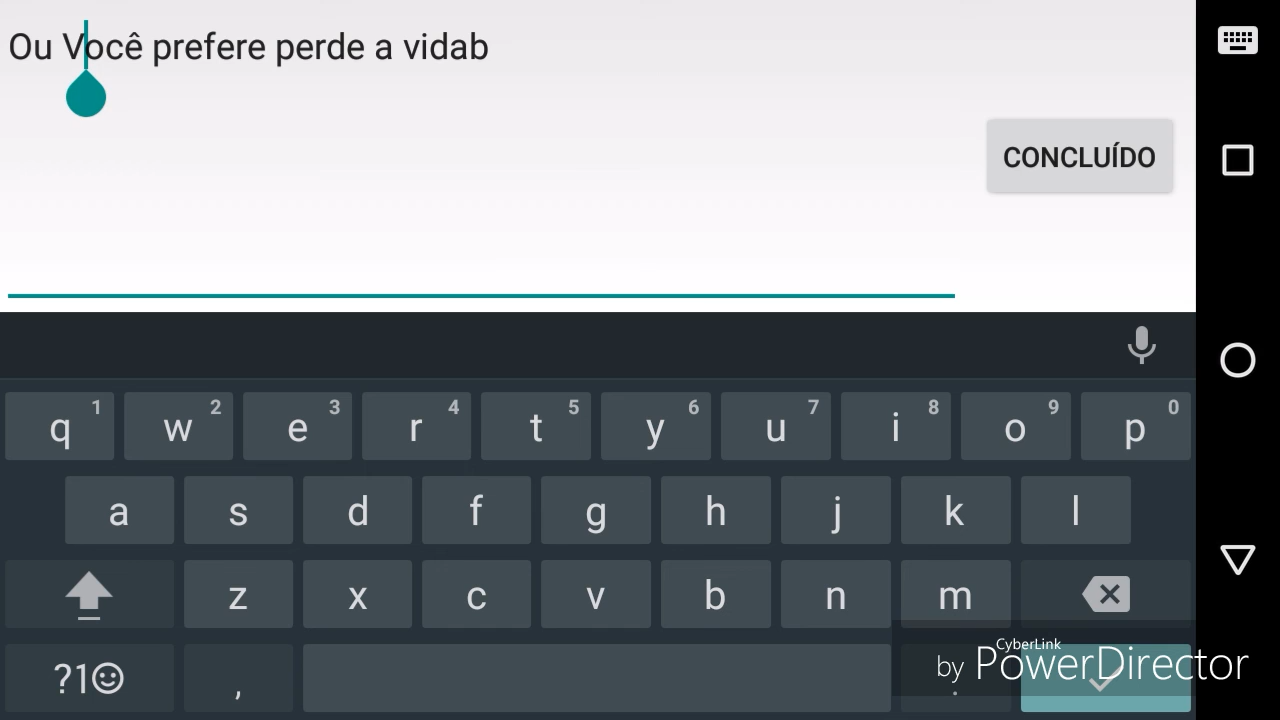 Ou Você prefere perde a vidab
CONCLUÍDO
q 1 w 2 e 3 r 4 t 5 y 6 u 7 i 8 o 9 p 0
a s d f g h j k l
z x c v b n m
?1☺ , .
CyberLink
by PowerDirector